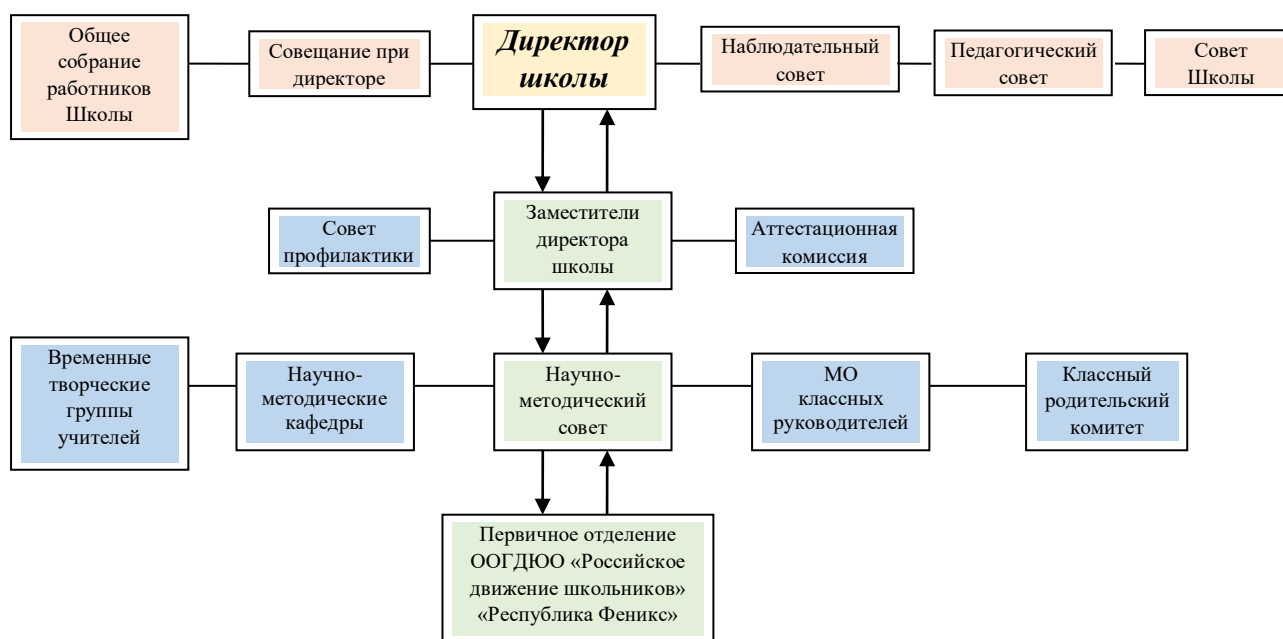 Общее
собрание
работников
Школы
Совещание при
директоре
Директор
школы
Наблюдательный
совет
Педагогический
совет
Совет
Школы
Совет
профилактики
Заместители
директора
школы
Аттестационная
комиссия
Временные
творческие
группы
учителей
Научно-
методические
кафедры
Научно-
методический
совет
МО
классных
руководителей
Классный
родительский
комитет
Первичное отделение
ООГДЮО «Российское
движение школьников»
«Республика Феникс»